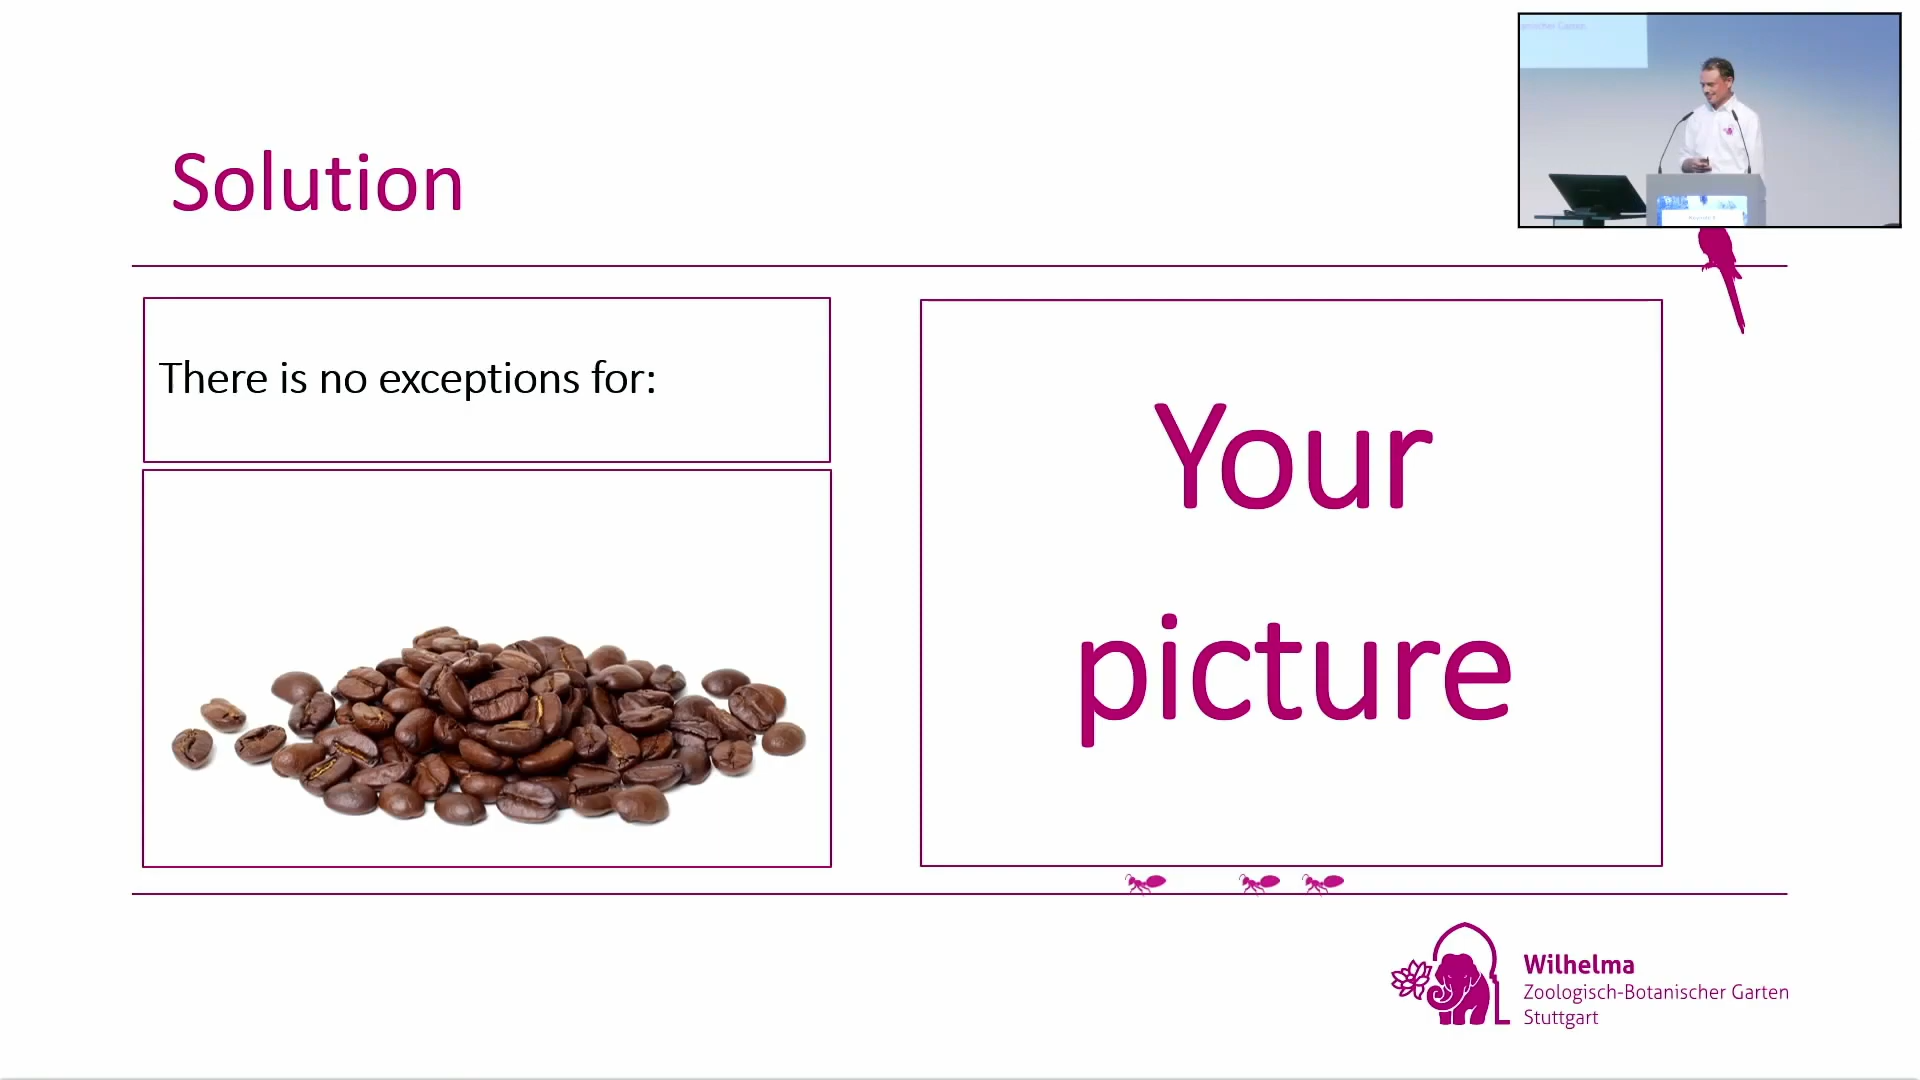 Solution
There is no exceptions for:
Your
picture
Wilhelma
Zoologisch-Botanischer Garten
Stuttgart